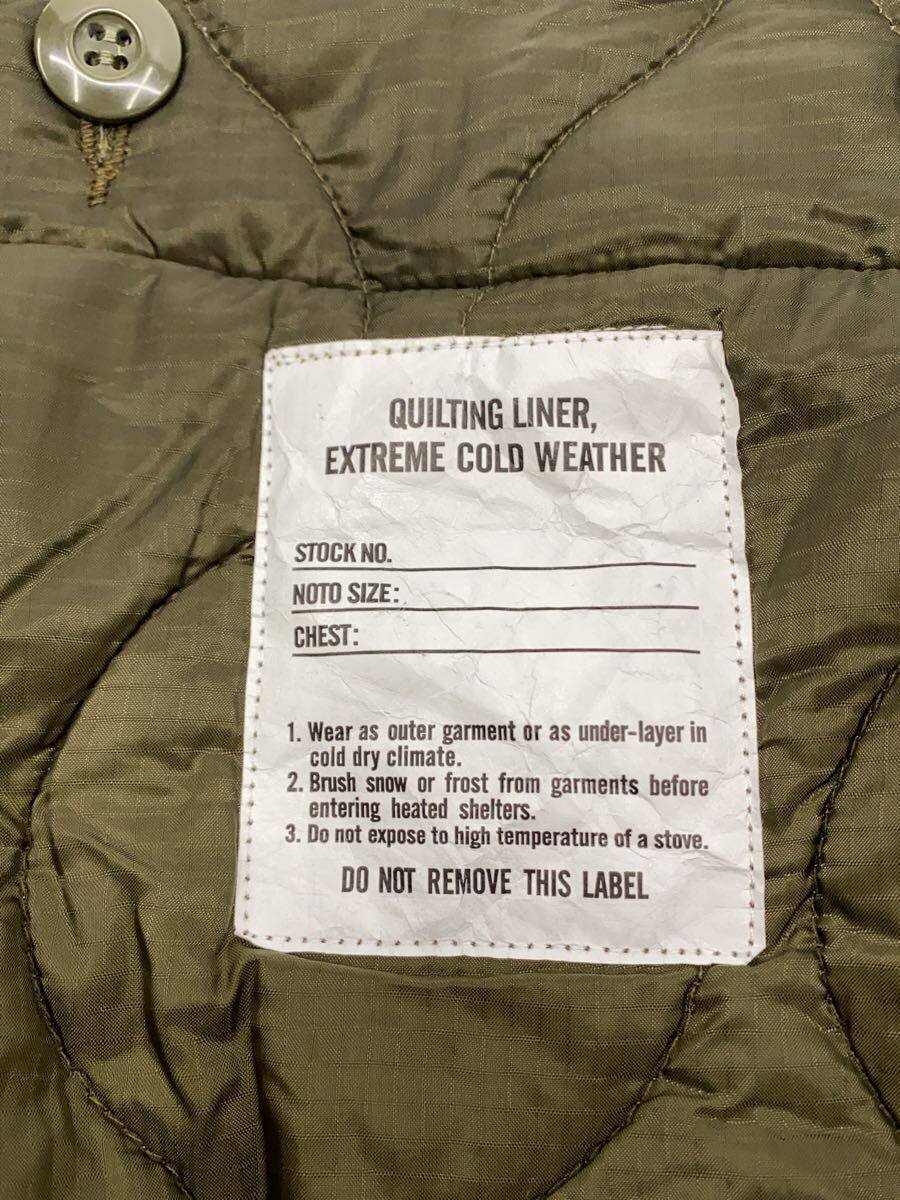 QUILTING LINER,
EXTREME COLD WEATHER
STOCK NO.
NOTO SIZE:
CHEST:
1. Wear as outer garment or as under-layer in
cold dry climate.
2. Brush snow or frost from garments before
entering heated shelters.
3. Do not expose to high temperature of a stove.
DO NOT REMOVE THIS LABEL